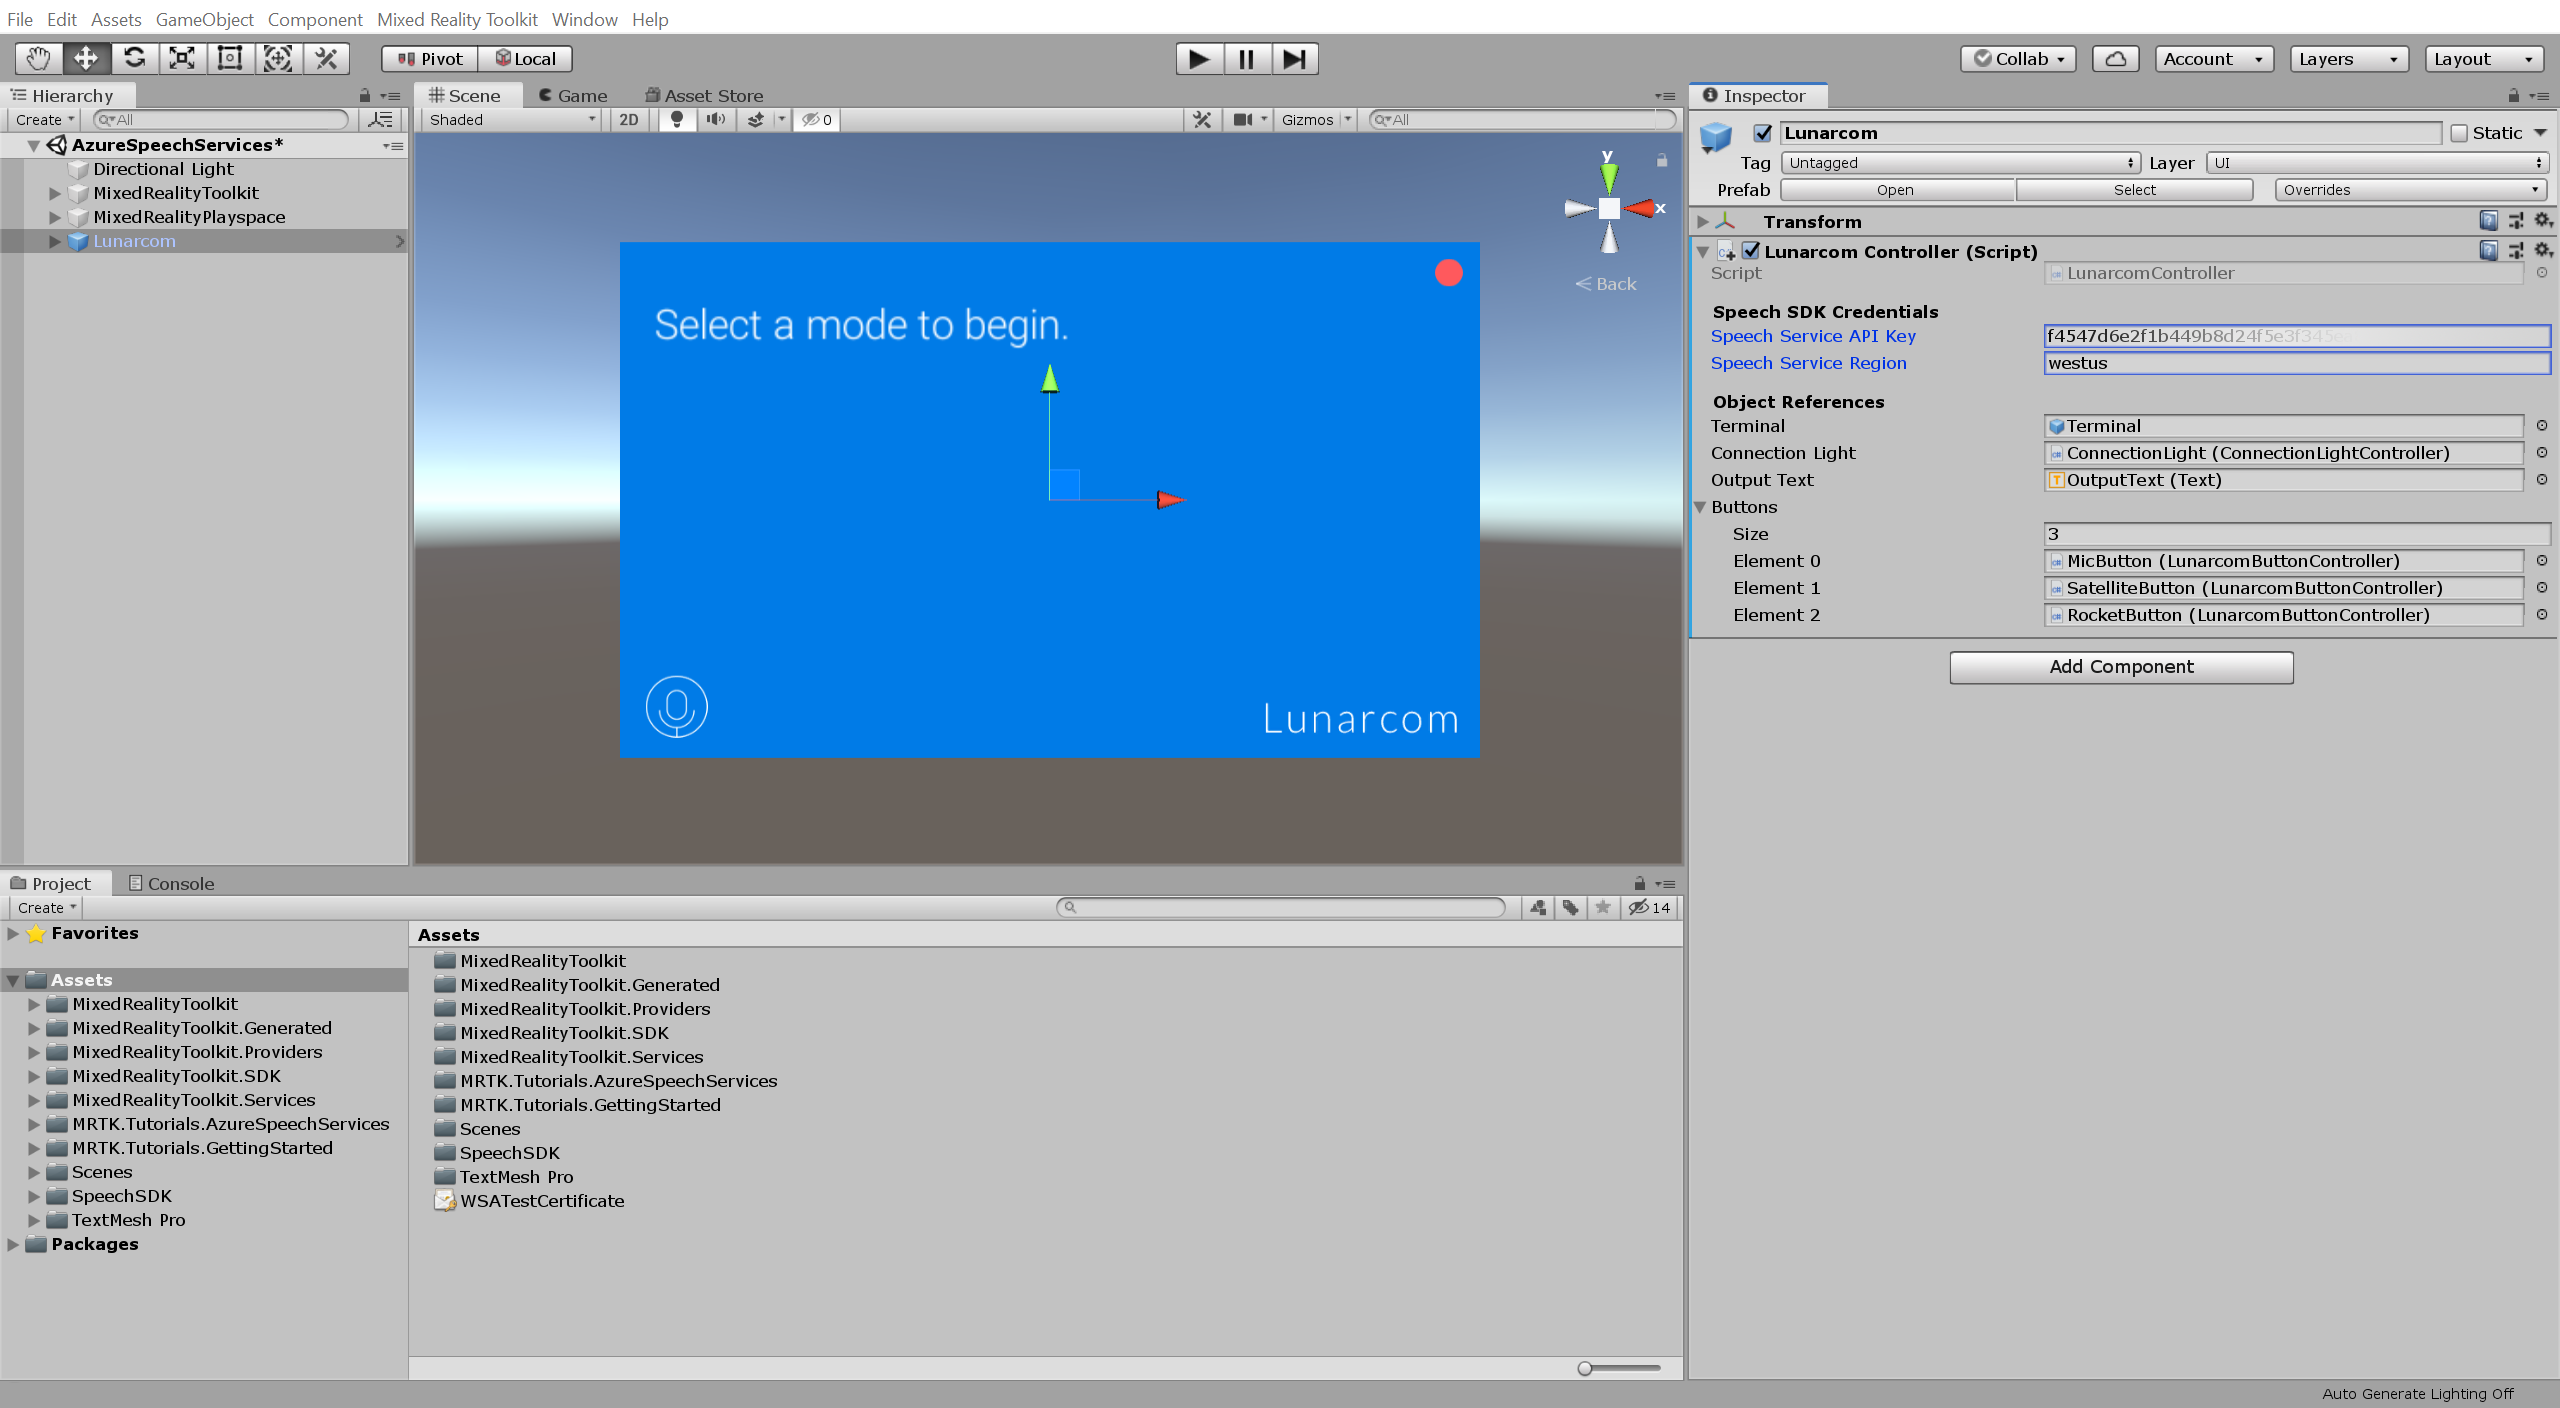 File Edit Assets GameObject Component Mixed Reality Toolkit Window Help
Pivot Local Collab Account Layers Layout
Hierarchy
Create All
AzureSpeechServices*
Directional Light
MixedRealityToolkit
MixedRealityPlayspace
Lunarcom
Scene Game Asset Store
Shaded 2D 0 Gizmos All
y
x
Back
Select a mode to begin.
Lunarcom
Inspector
Lunarcom Static
Tag Untagged Layer UI
Prefab Open Select Overrides
Transform
Lunarcom Controller (Script)
Script LunarcomController
Speech SDK Credentials
Speech Service API Key f4547d6e2f1b449b8d24f5e3f345
Speech Service Region westus
Object References
Terminal Terminal
Connection Light ConnectionLight (ConnectionLightController)
Output Text OutputText (Text)
Buttons
Size 3
Element 0 MicButton (LunarcomButtonController)
Element 1 SatelliteButton (LunarcomButtonController)
Element 2 RocketButton (LunarcomButtonController)
Add Component
Project Console
Create 14
Favorites
Assets
MixedRealityToolkit
MixedRealityToolkit.Generated
MixedRealityToolkit.Providers
MixedRealityToolkit.SDK
MixedRealityToolkit.Services
MRTK.Tutorials.AzureSpeechServices
MRTK.Tutorials.GettingStarted
Scenes
SpeechSDK
TextMesh Pro
Packages
Assets
MixedRealityToolkit
MixedRealityToolkit.Generated
MixedRealityToolkit.Providers
MixedRealityToolkit.SDK
MixedRealityToolkit.Services
MRTK.Tutorials.AzureSpeechServices
MRTK.Tutorials.GettingStarted
Scenes
SpeechSDK
TextMesh Pro
WSATestCertificate
Auto Generate Lighting Off